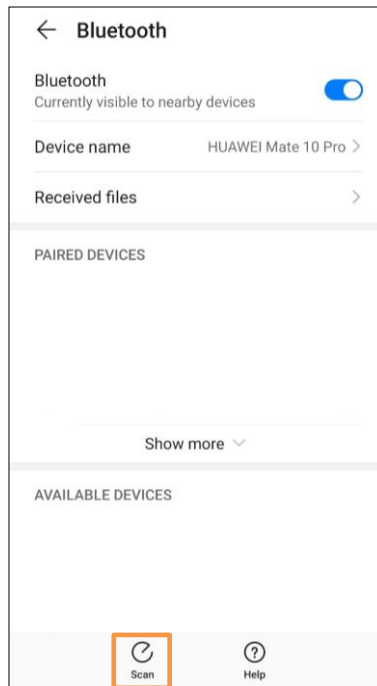 Bluetooth
Bluetooth
Currently visible to nearby devices
Device name HUAWEI Mate 10 Pro
Received files
PAIRED DEVICES
Show more
AVAILABLE DEVICES
Scan Help